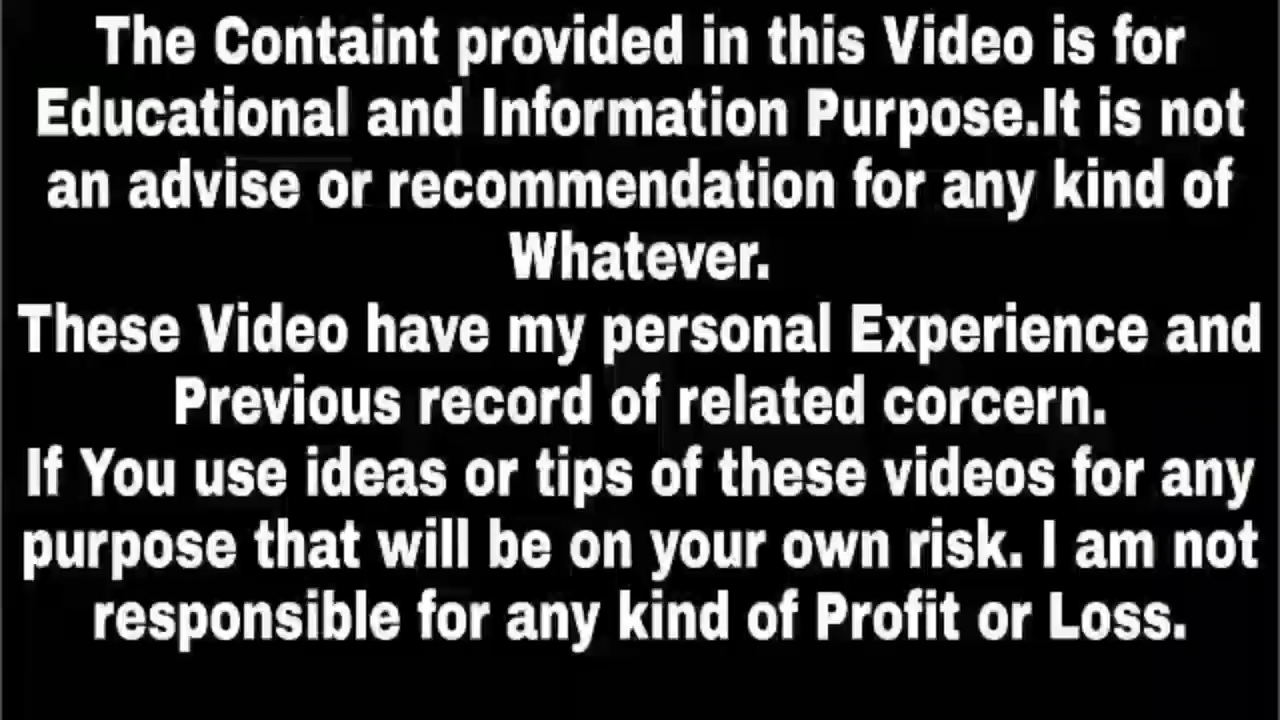 The Containt provided in this Video is for
Educational and Information Purpose.It is not
an advise or recommendation for any kind of
Whatever.
These Video have my personal Experience and
Previous record of related corcern.
If You use ideas or tips of these videos for any
purpose that will be on your own risk. I am not
responsible for any kind of Profit or Loss.